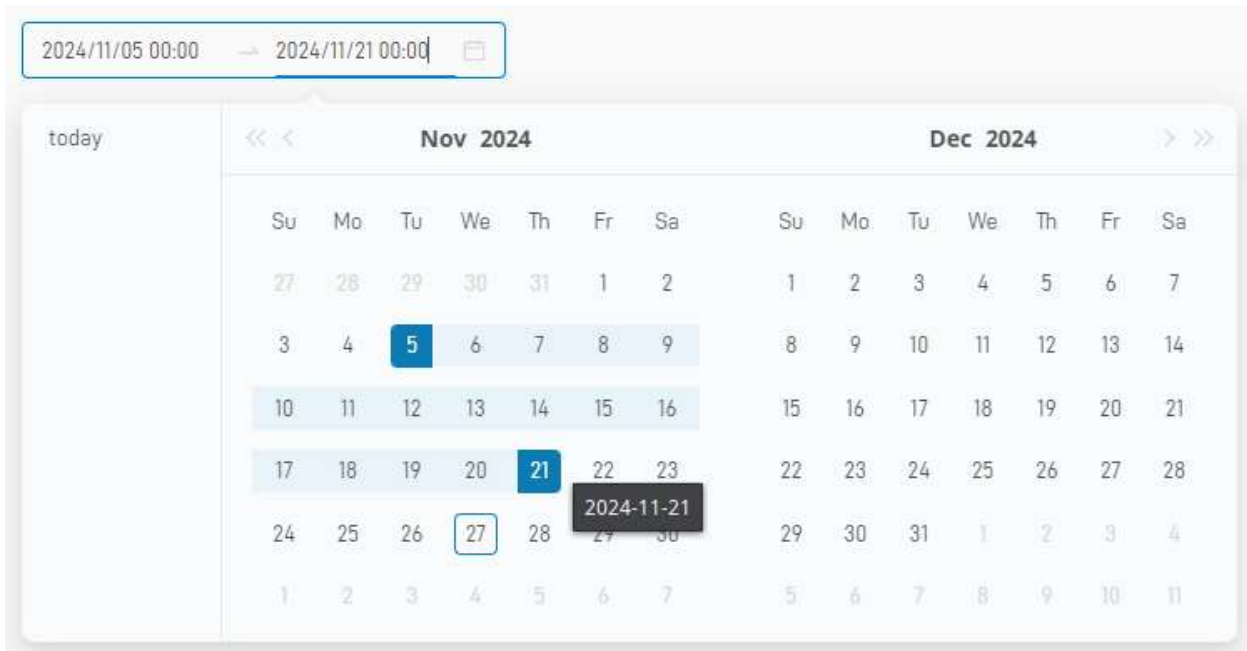 2024/11/05 00:00 → 2024/11/21 00:00
today
<< < Nov 2024
Su Mo Tu We Th Fr Sa
27 28 29 30 31 1 2
3 4 5 6 7 8 9
10 11 12 13 14 15 16
17 18 19 20 21 22 23
2024-11-21
24 25 26 27 28 29 30
1 2 3 4 5 6 7
Dec 2024 > >>
Su Mo Tu We Th Fr Sa
1 2 3 4 5 6 7
8 9 10 11 12 13 14
15 16 17 18 19 20 21
22 23 24 25 26 27 28
29 30 31 1 2 3 4
5 6 7 8 9 10 11